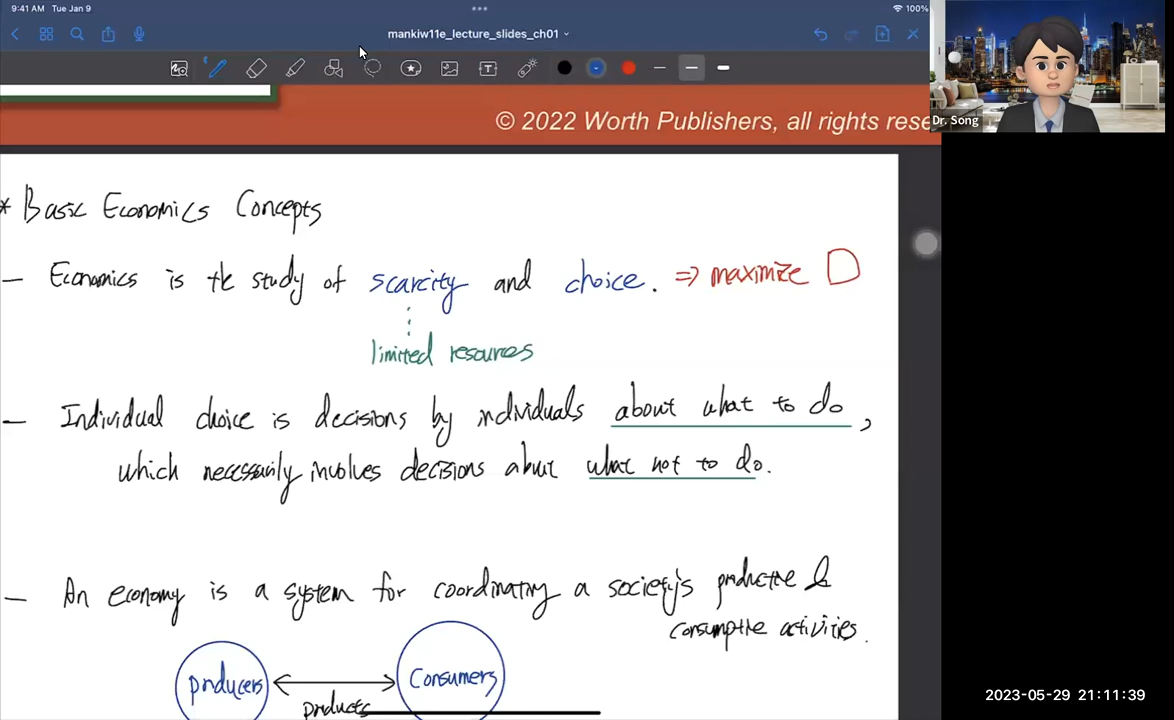 9:41 AM Tue Jan 9
100%
mankiw11e_lecture_slides_ch01
© 2022 Worth Publishers, all rights rese
Dr. Song
* Basic Economics Concepts
— Economics is the study of scarcity and choice. ⇒ maximize
limited resources
— Individual choice is decisions by individuals about what to do,
which necessarily involves decisions about what not to do.
— An economy is a system for coordinating a society's productive &
consumptive activities.
producers
Consumers
products
2023-05-29 21:11:39